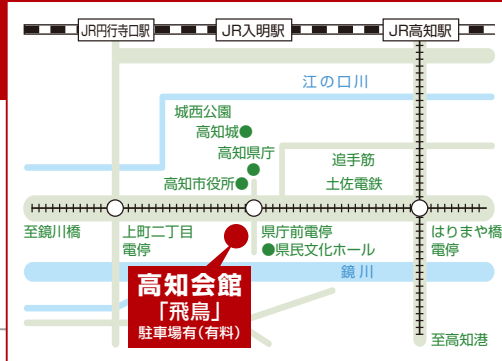 JR円行寺口駅
JR入明駅
JR高知駅
江の口川
城西公園
高知城
高知県庁
追手筋
高知市役所
土佐電鉄
至鏡川橋
上町二丁目
電停
県庁前電停
県民文化ホール
はりまや橋
電停
鏡川
高知会館
「飛鳥」
駐車場有(有料)
至高知港